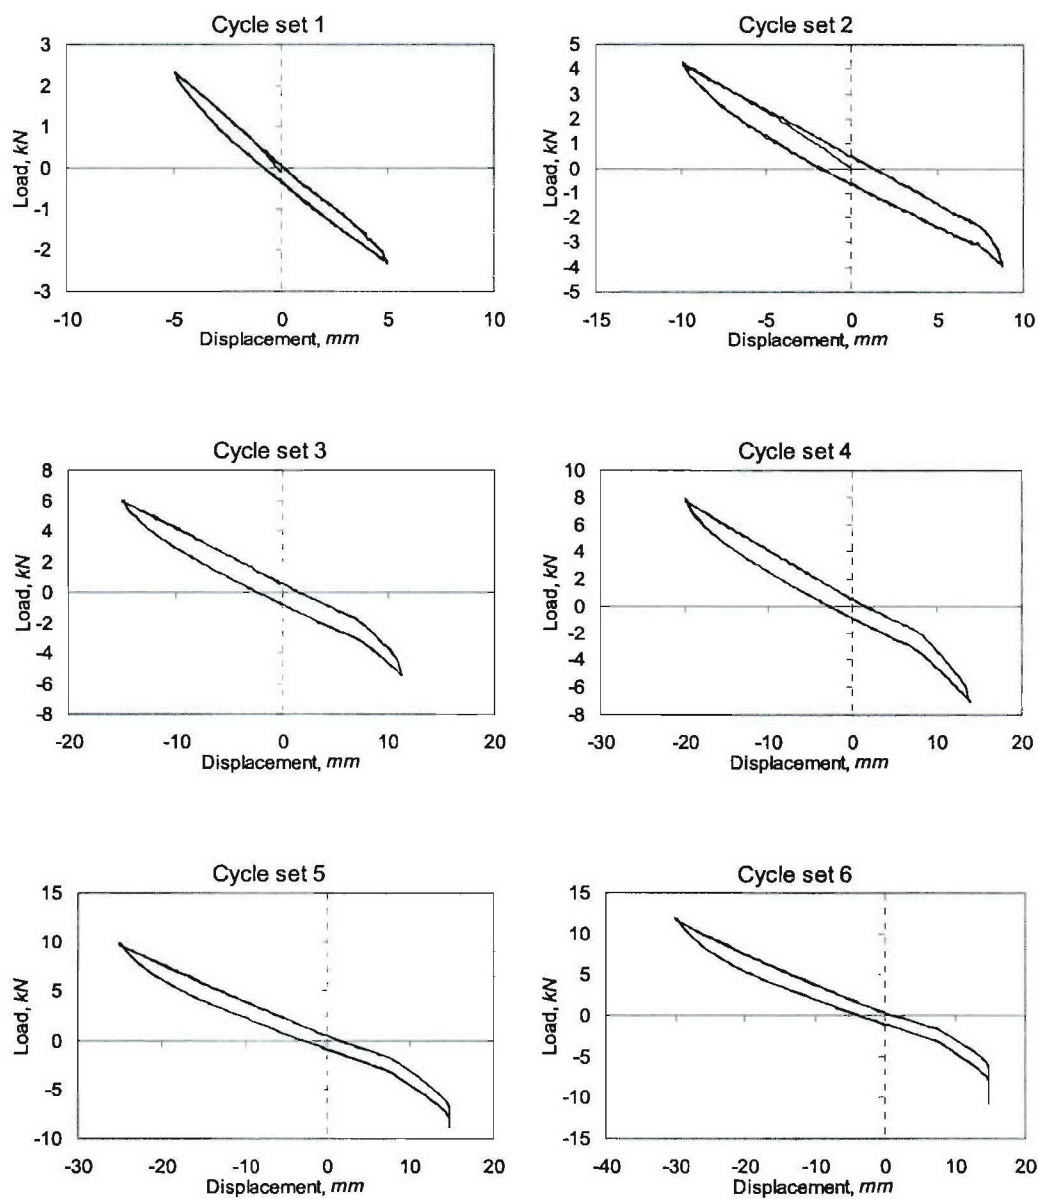 Cycle set 1
3
2
1
0
-1
-2
-3
Load, kN
-10 -5 0 5 10
Displacement, mm
Cycle set 2
5
4
3
2
1
0
-1
-2
-3
-4
-5
Load, kN
-15 -10 -5 0 5 10
Displacement, mm
Cycle set 3
8
6
4
2
0
-2
-4
-6
-8
Load, kN
-20 -10 0 10 20
Displacement, mm
Cycle set 4
10
8
6
4
2
0
-2
-4
-6
-8
Load, kN
-30 -20 -10 0 10 20
Displacement, mm
Cycle set 5
15
10
5
0
-5
-10
Load, kN
-30 -20 -10 0 10 20
Displacement, mm
Cycle set 6
15
10
5
0
-5
-10
-15
Load, kN
-40 -30 -20 -10 0 10 20
Displacement, mm